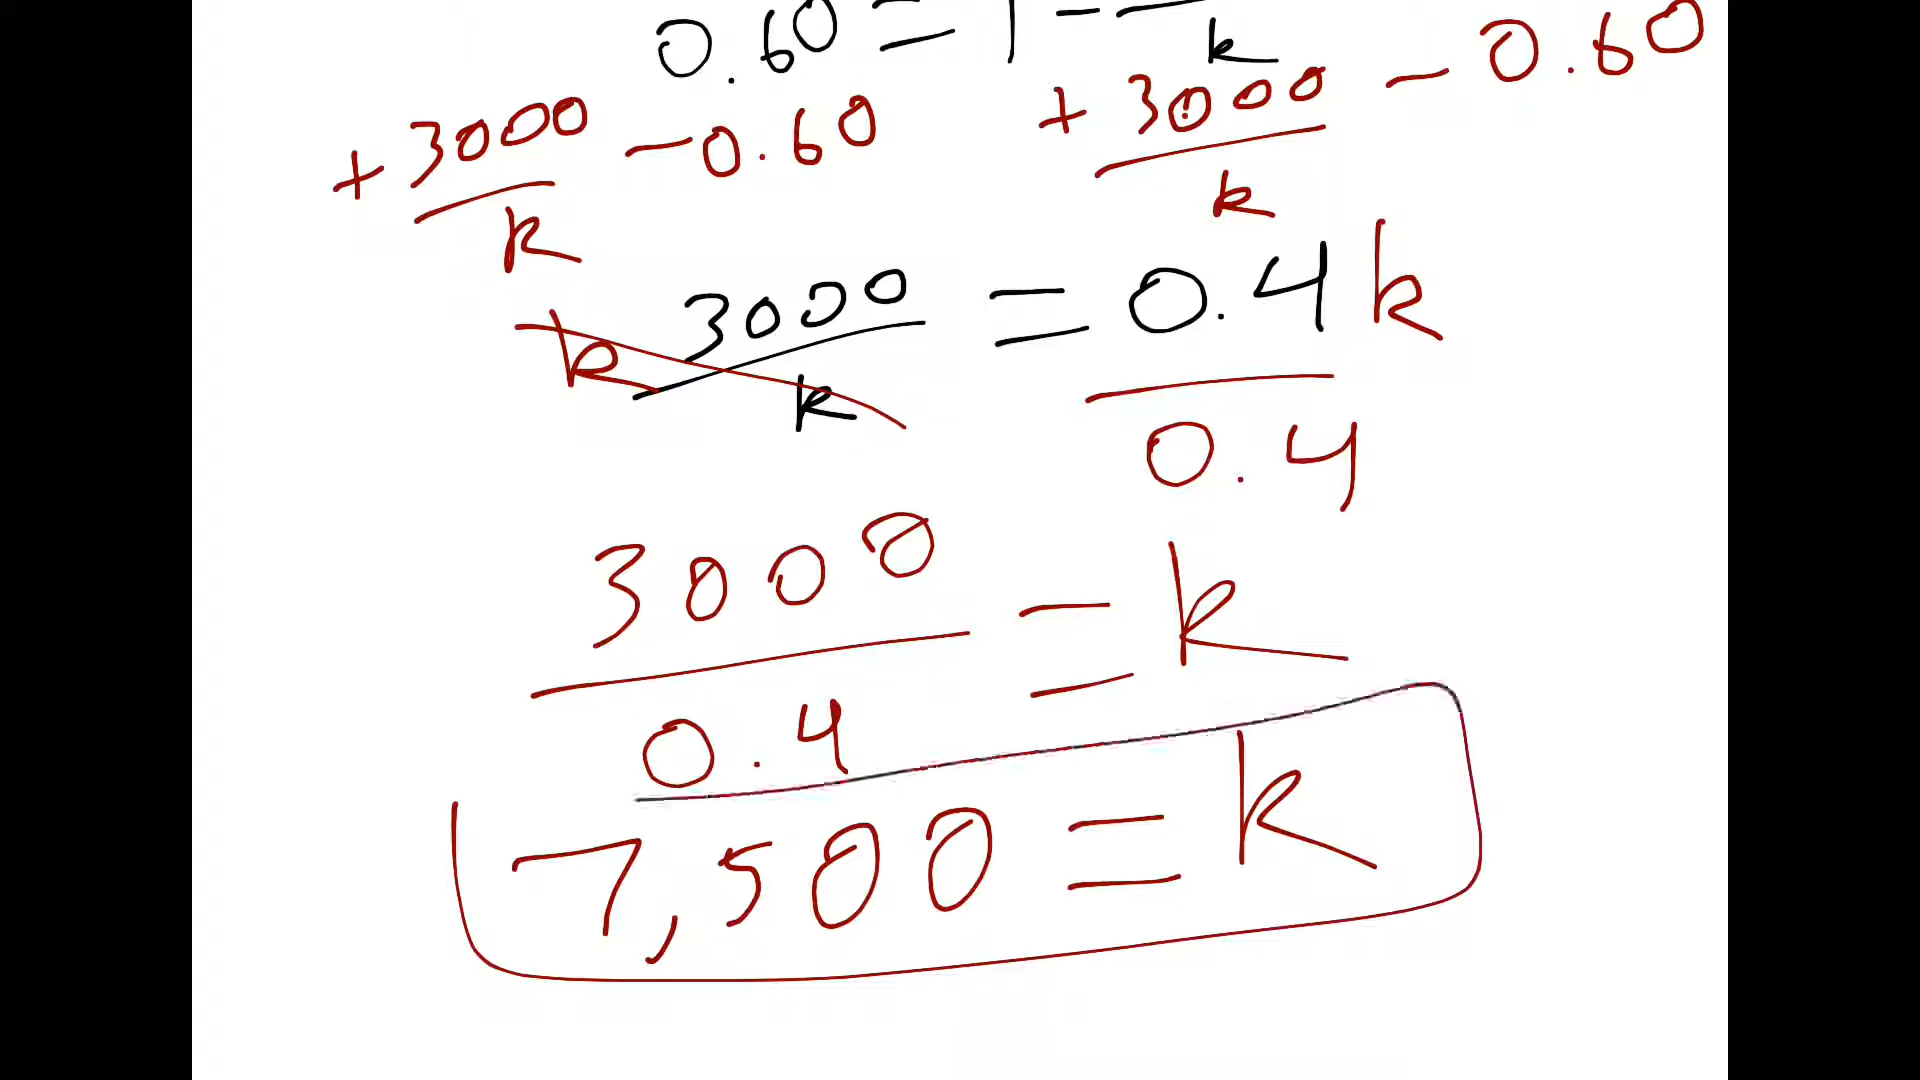 0.60 = 1 - — k
+ 3000/k - 0.60 + 3000/k - 0.60
k 3000/k = 0.4k/0.4
3000/0.4 = k
7,500 = k